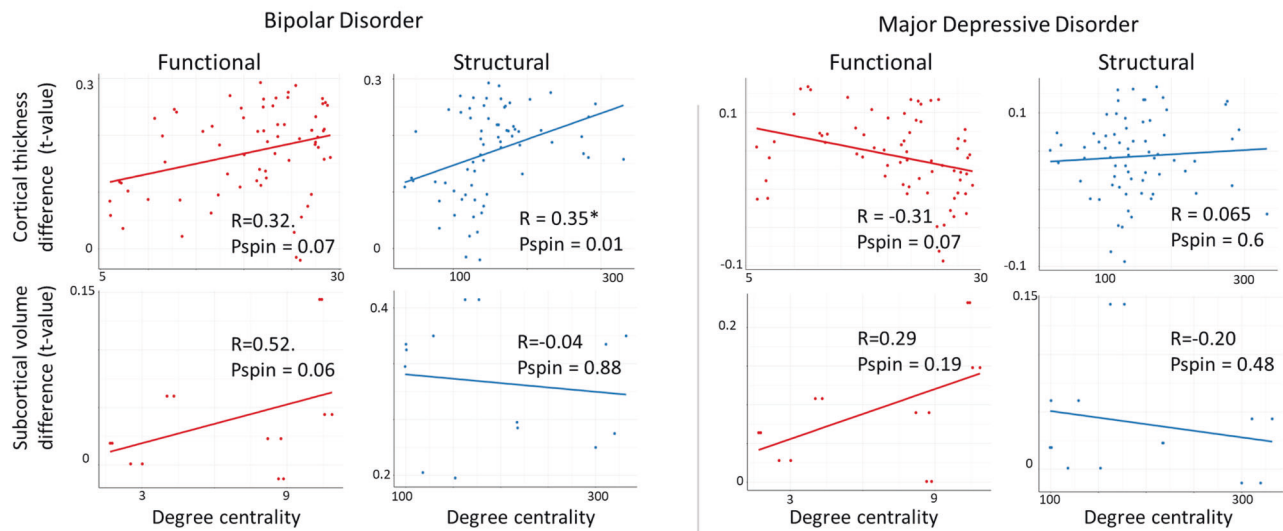 Bipolar Disorder
Major Depressive Disorder
Functional
Structural
Functional
Structural
Cortical thickness
difference (t-value)
0.3
0
5
30
R=0.32.
Pspin = 0.07
0.3
0
100
300
R = 0.35*
Pspin = 0.01
0.1
-0.1
5
30
R = -0.31
Pspin = 0.07
0.1
-0.1
100
300
R = 0.065
Pspin = 0.6
Subcortical volume
difference (t-value)
0.15
0
3
9
R=0.52.
Pspin = 0.06
0.4
0.2
100
300
R=-0.04
Pspin = 0.88
0.2
0
3
9
R=0.29
Pspin = 0.19
0.15
0
100
300
R=-0.20
Pspin = 0.48
Degree centrality
Degree centrality
Degree centrality
Degree centrality